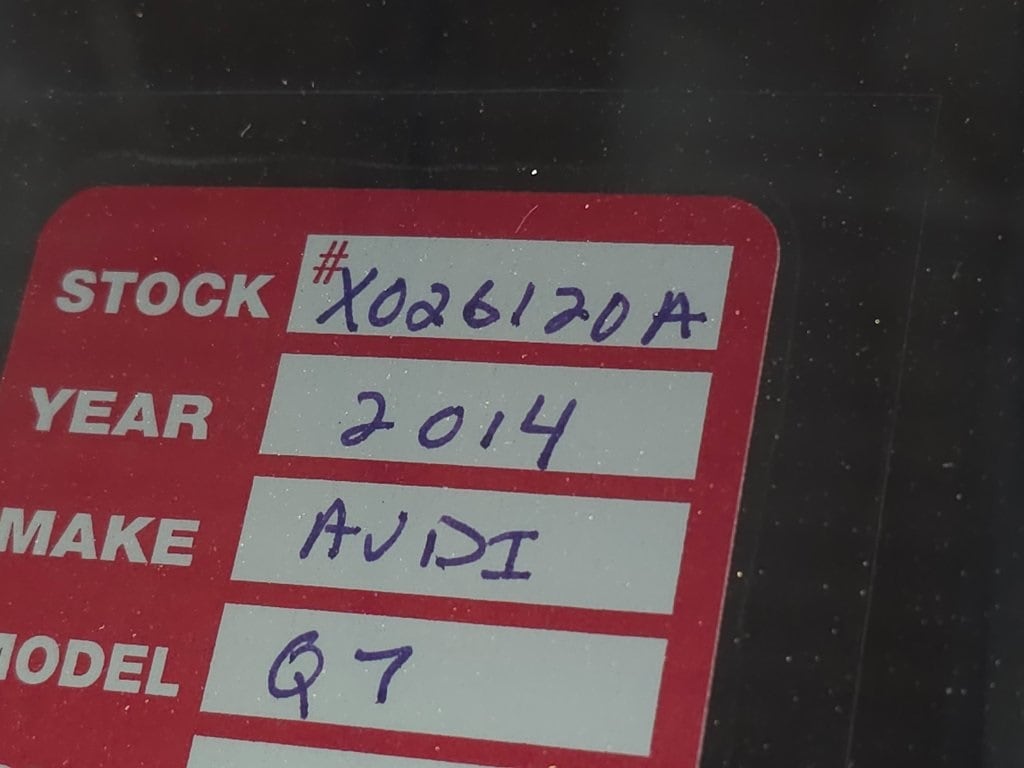 STOCK #X026120A
YEAR 2014
MAKE AUDI
MODEL Q7